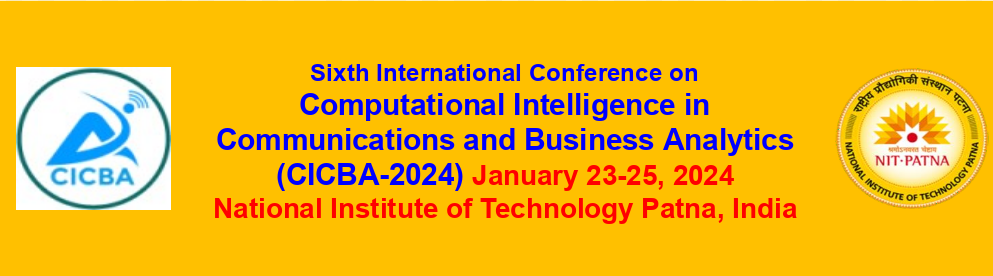 CICBA
Sixth International Conference on
Computational Intelligence in
Communications and Business Analytics
(CICBA-2024) January 23-25, 2024
National Institute of Technology Patna, India
राष्ट्रीय प्रौद्योगिकी संस्थान पटना
NIT-PATNA
NATIONAL INSTITUTE OF TECHNOLOGY PATNA